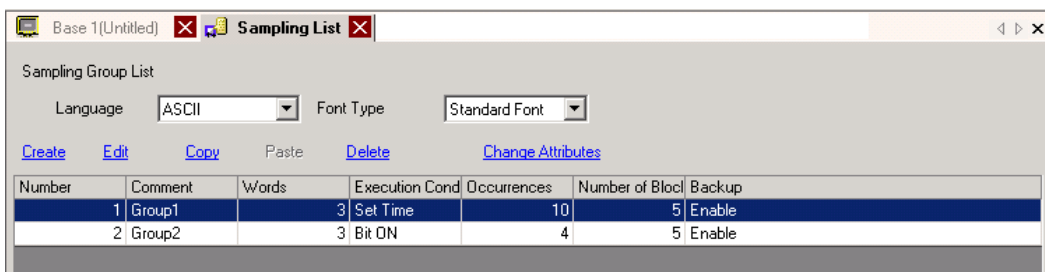 Base 1(Untitled) Sampling List
Sampling Group List
Language ASCII Font Type Standard Font
Create Edit Copy Paste Delete Change Attributes
Number Comment Words Execution Cond Occurrences Number of Blocl Backup
1 Group1 3 Set Time 10 5 Enable
2 Group2 3 Bit ON 4 5 Enable